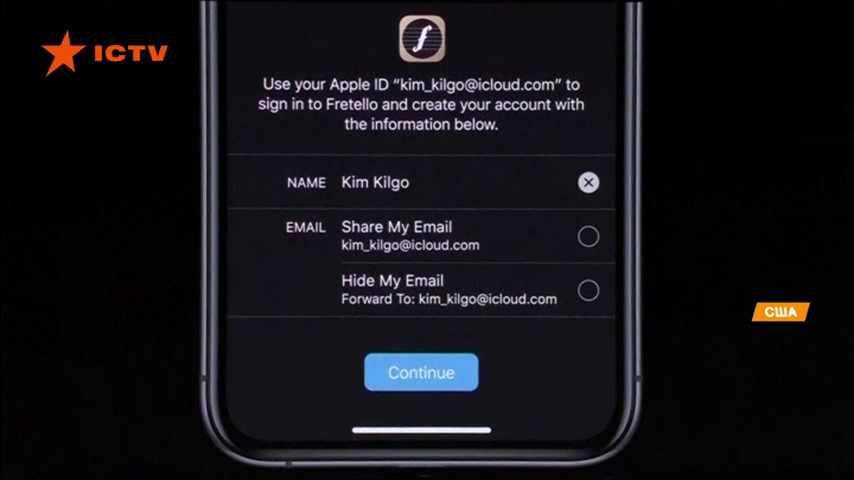 ICTV
Use your Apple ID “kim_kilgo@icloud.com” to
sign in to Fretello and create your account with
the information below.
NAME Kim Kilgo
EMAIL Share My Email
kim_kilgo@icloud.com
Hide My Email
Forward To: kim_kilgo@icloud.com
США
Continue